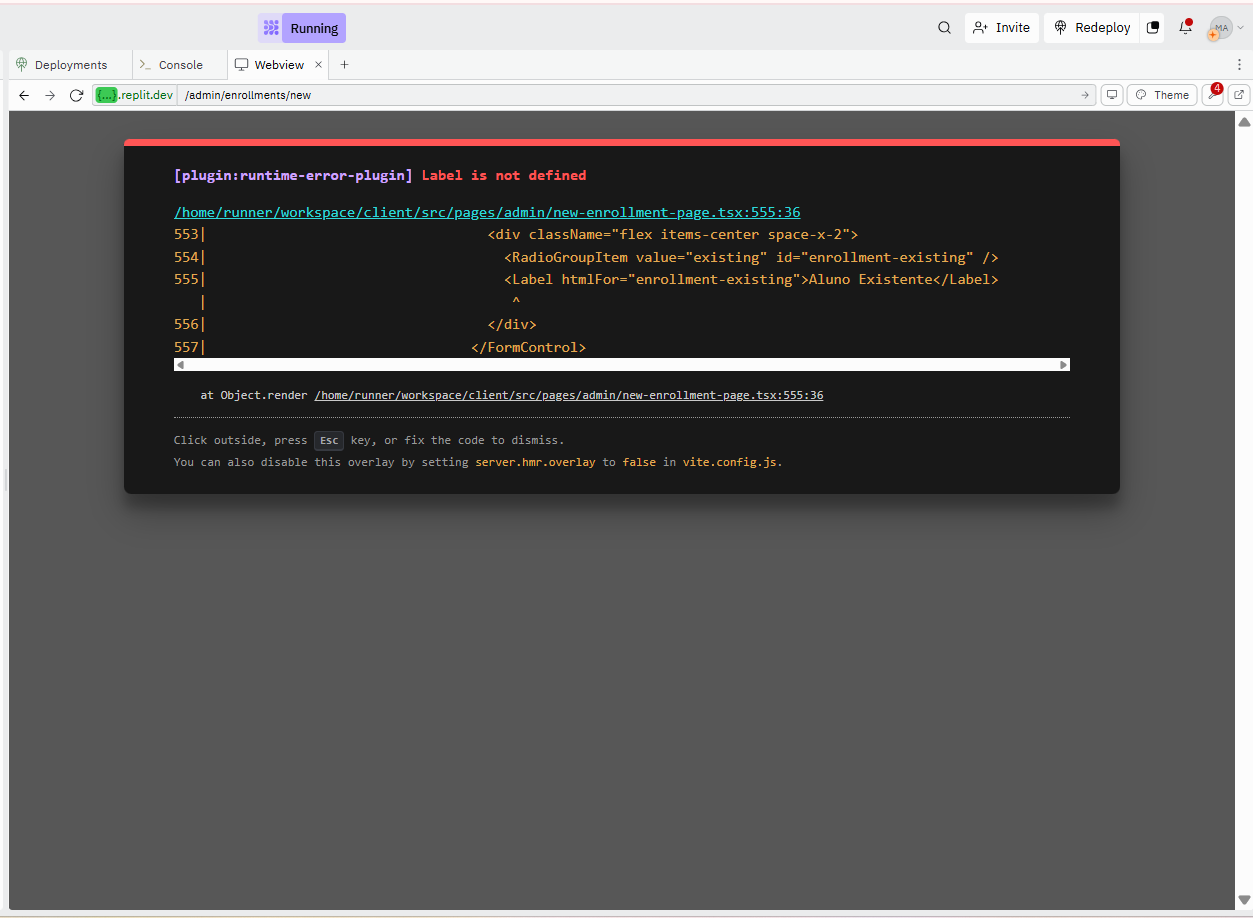 Running
Invite
Redeploy
MA
Deployments
>_ Console
Webview × +
{...}.replit.dev /admin/enrollments/new
Theme
4
[plugin:runtime-error-plugin] Label is not defined
/home/runner/workspace/client/src/pages/admin/new-enrollment-page.tsx:555:36
553| <div className="flex items-center space-x-2">
554| <RadioGroupItem value="existing" id="enrollment-existing" />
555| <Label htmlFor="enrollment-existing">Aluno Existente</Label>
| ^
556| </div>
557| </FormControl>
at Object.render /home/runner/workspace/client/src/pages/admin/new-enrollment-page.tsx:555:36
Click outside, press Esc key, or fix the code to dismiss.
You can also disable this overlay by setting server.hmr.overlay to false in vite.config.js.